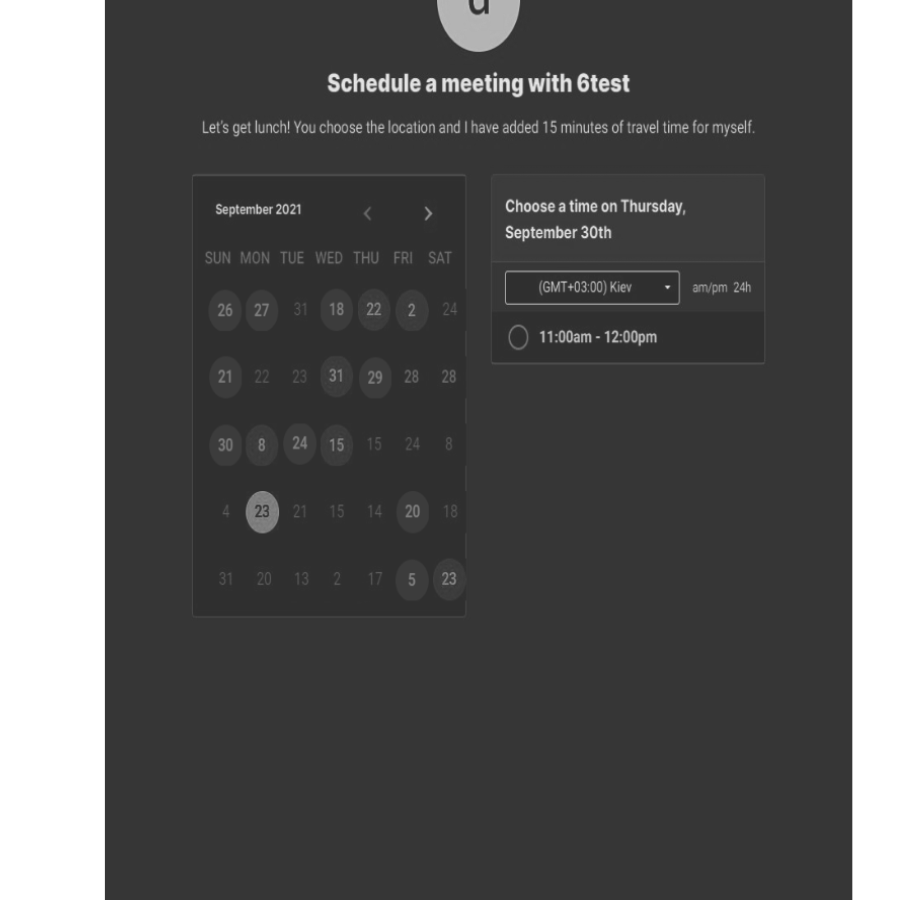 Schedule a meeting with 6test
Let's get lunch! You choose the location and I have added 15 minutes of travel time for myself.
September 2021
SUN MON TUE WED THU FRI SAT
26 27 31 18 22 2 24
21 22 23 31 29 28 28
30 8 24 15 15 24 8
4 23 21 15 14 20 18
31 20 13 2 17 5 23
Choose a time on Thursday,
September 30th
(GMT+03:00) Kiev am/pm 24h
11:00am - 12:00pm